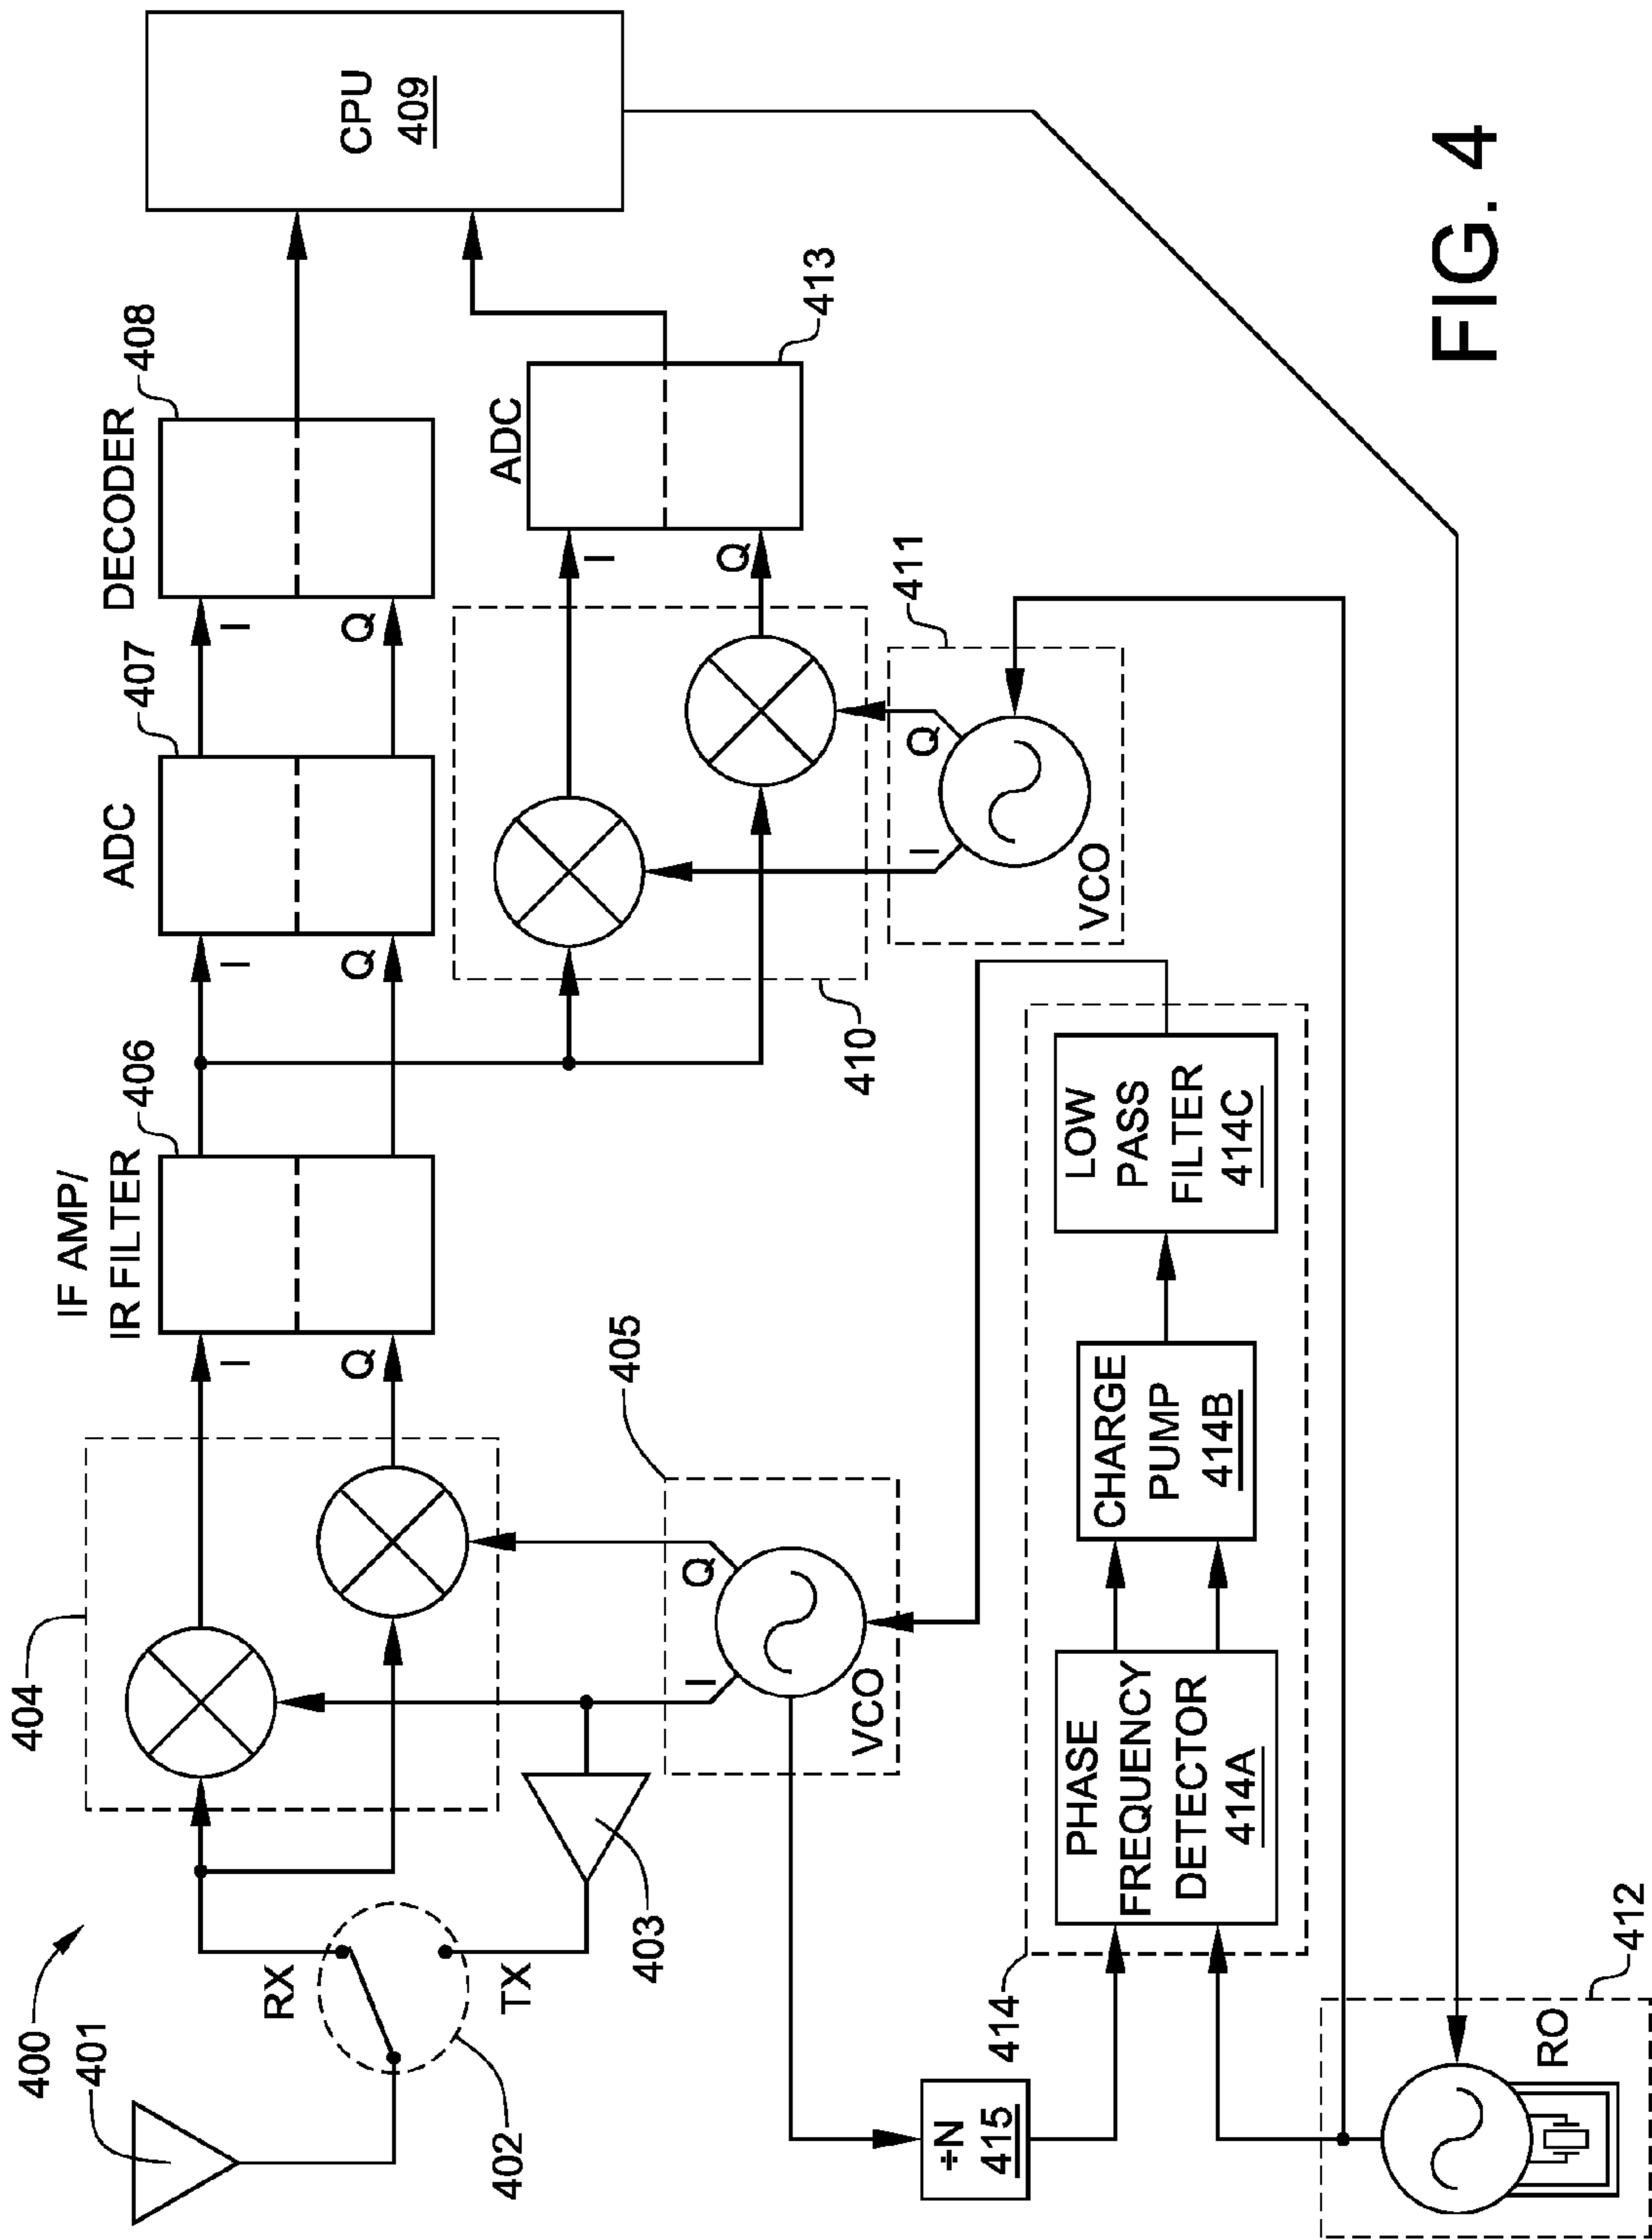 400
401
RX
TX
402
403
404
I
Q
IF AMP/
IR FILTER
406
I
Q
ADC
407
I
Q
DECODER
408
CPU
409
I
Q
VCO
405
410
I
Q
ADC
413
I
Q
VCO
411
÷N
415
414
PHASE
FREQUENCY
DETECTOR
414A
CHARGE
PUMP
414B
LOW
PASS
FILTER
414C
RO
412
FIG. 4